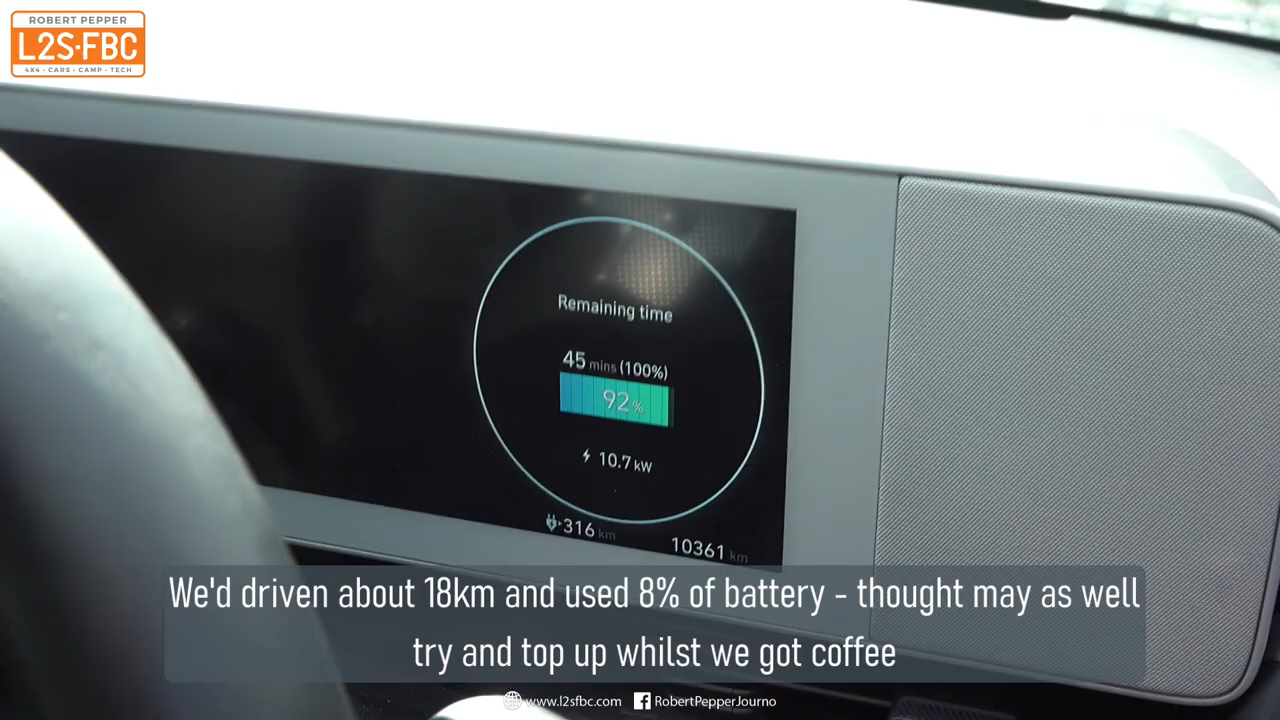 ROBERT PEPPER
L2S·FBC
4X4 · CARS · CAMP · TECH
Remaining time
45 mins (100%)
92%
10.7 kW
316 km
10361 km
We'd driven about 18km and used 8% of battery - thought may as well
try and top up whilst we got coffee
www.l2sfbc.com RobertPepperJourno